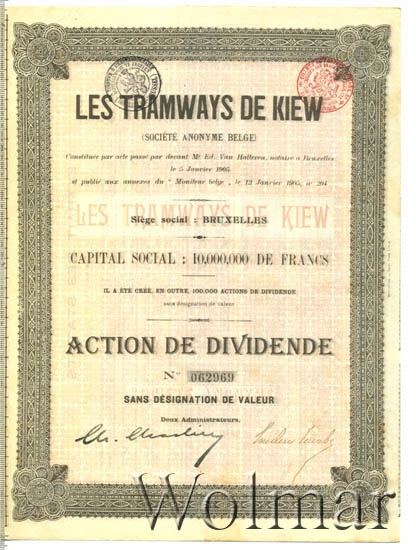 LES TRAMWAYS DE KIEW
(SOCIÉTÉ ANONYME BELGE)
Constituée par acte passé par devant Mᵉ Ed. Van Halteren, notaire à Bruxelles
le 5 Janvier 1905
et publié aux annexes du "Moniteur belge", le 12 Janvier 1905, nº 204
LES TRAMWAYS DE KIEW
Siège social : BRUXELLES
CAPITAL SOCIAL : 10,000,000 DE FRANCS
IL A ÉTÉ CRÉÉ, EN OUTRE, 100,000 ACTIONS DE DIVIDENDE
sans désignation de valeur
ACTION DE DIVIDENDE
Nº 062969
SANS DÉSIGNATION DE VALEUR
Deux Administrateurs,
Wolmar